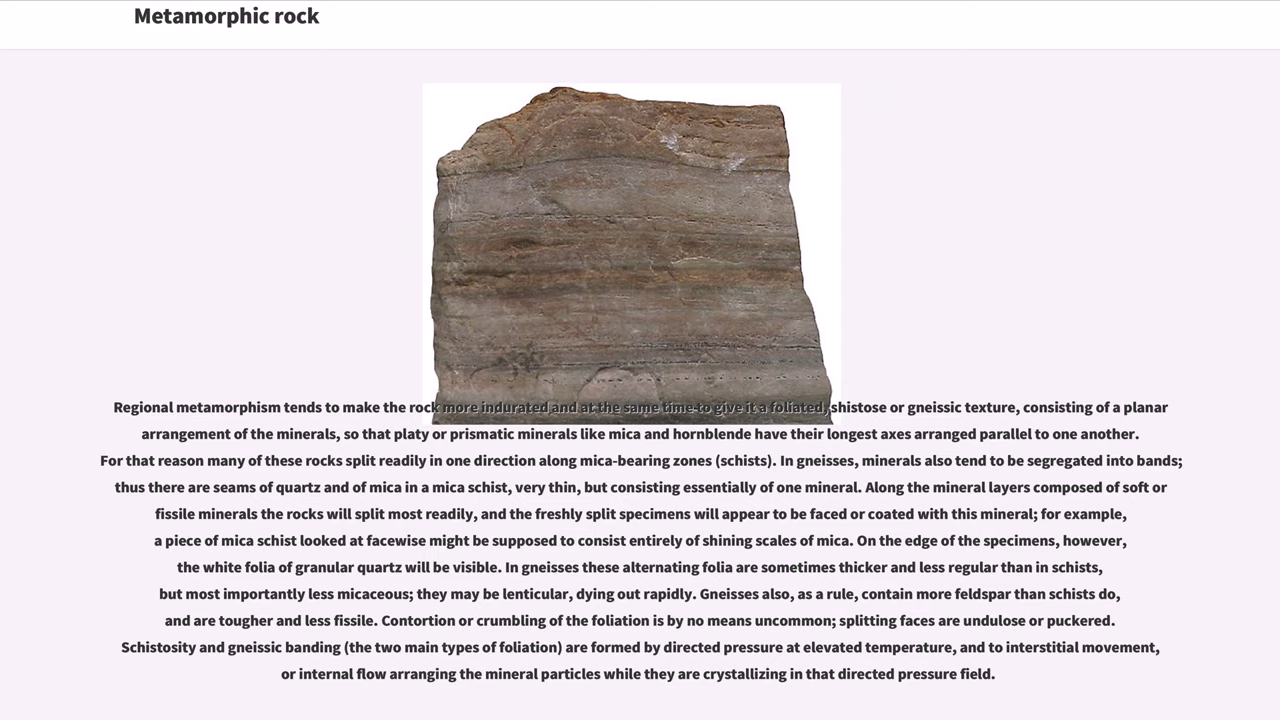 Metamorphic rock
Regional metamorphism tends to make the rock more indurated and at the same time to give it a foliated, shistose or gneissic texture, consisting of a planar
arrangement of the minerals, so that platy or prismatic minerals like mica and hornblende have their longest axes arranged parallel to one another.
For that reason many of these rocks split readily in one direction along mica-bearing zones (schists). In gneisses, minerals also tend to be segregated into bands;
thus there are seams of quartz and of mica in a mica schist, very thin, but consisting essentially of one mineral. Along the mineral layers composed of soft or
fissile minerals the rocks will split most readily, and the freshly split specimens will appear to be faced or coated with this mineral; for example,
a piece of mica schist looked at facewise might be supposed to consist entirely of shining scales of mica. On the edge of the specimens, however,
the white folia of granular quartz will be visible. In gneisses these alternating folia are sometimes thicker and less regular than in schists,
but most importantly less micaceous; they may be lenticular, dying out rapidly. Gneisses also, as a rule, contain more feldspar than schists do,
and are tougher and less fissile. Contortion or crumbling of the foliation is by no means uncommon; splitting faces are undulose or puckered.
Schistosity and gneissic banding (the two main types of foliation) are formed by directed pressure at elevated temperature, and to interstitial movement,
or internal flow arranging the mineral particles while they are crystallizing in that directed pressure field.